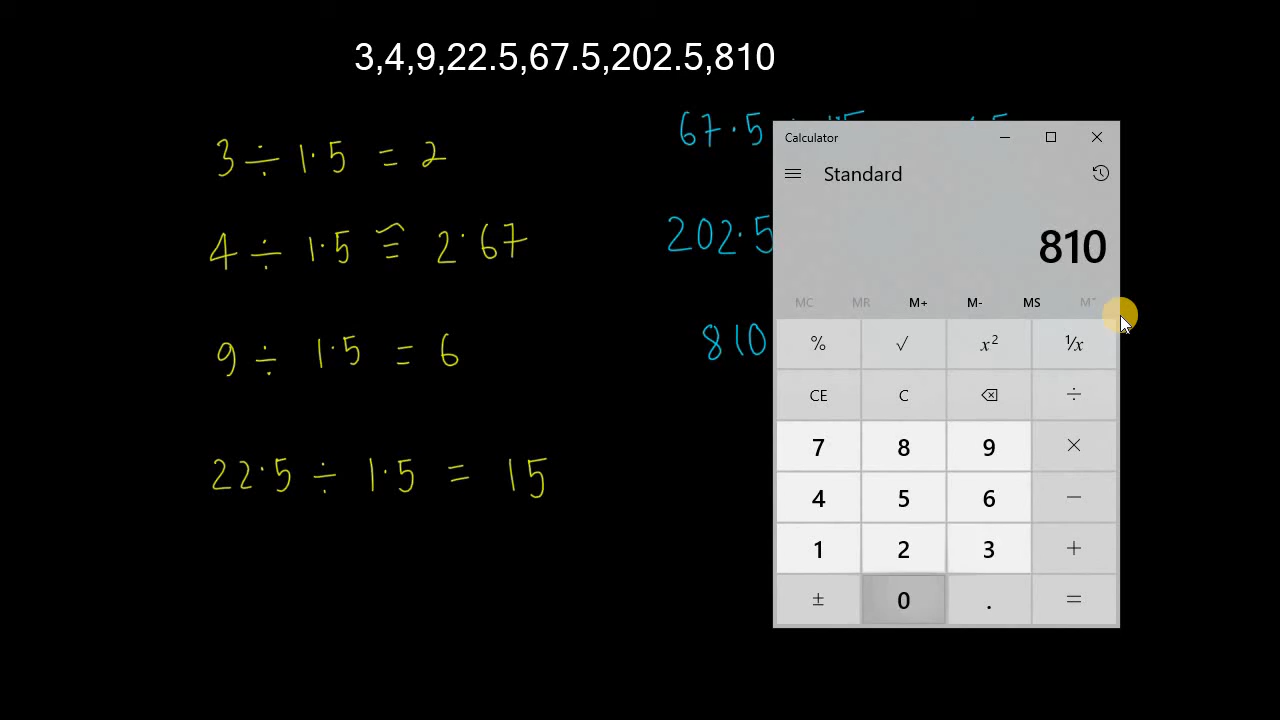 3,4,9,22.5,67.5,202.5,810
3 ÷ 1.5 = 2
4 ÷ 1.5 ≅ 2.67
9 ÷ 1.5 = 6
22.5 ÷ 1.5 = 15
67.5
202.5
810
Calculator
Standard
810
MC MR M+ M- MS
% √ x² ¹/x
CE C ÷
7 8 9 ×
4 5 6 −
1 2 3 +
± 0 . =